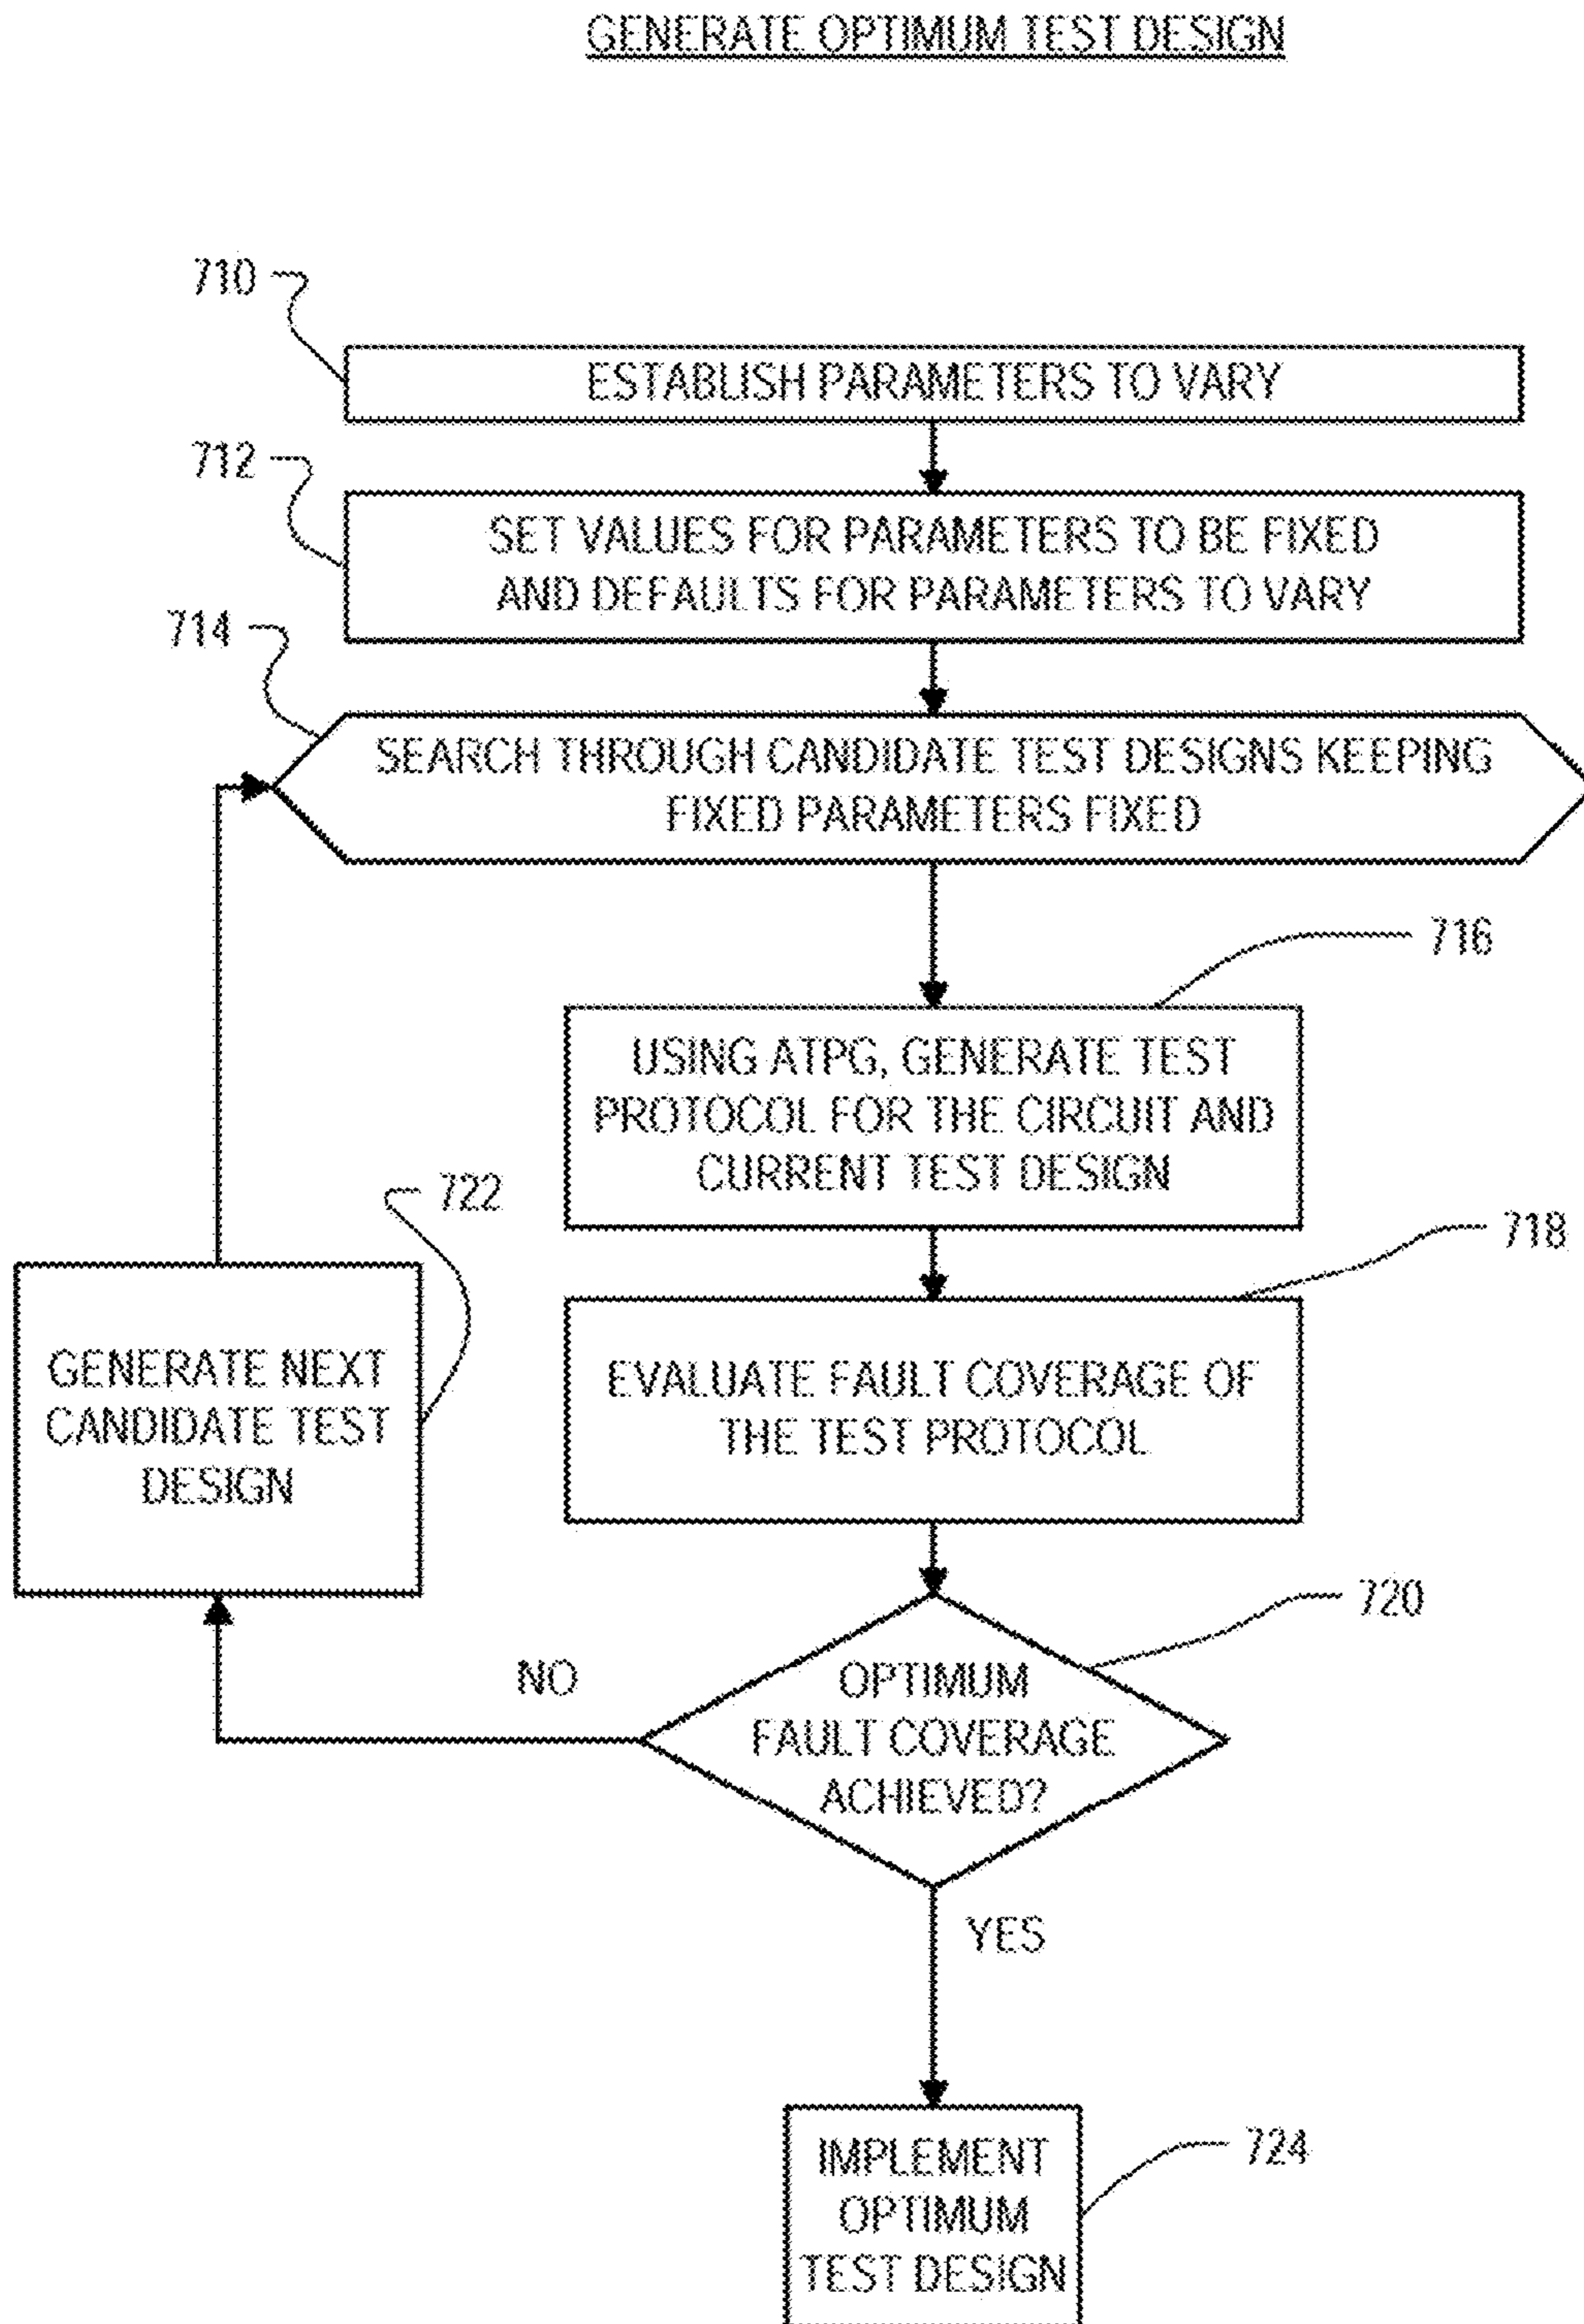 GENERATE OPTIMUM TEST DESIGN
710
ESTABLISH PARAMETERS TO VARY
712
SET VALUES FOR PARAMETERS TO BE FIXED
AND DEFAULTS FOR PARAMETERS TO VARY
714
SEARCH THROUGH CANDIDATE TEST DESIGNS KEEPING
FIXED PARAMETERS FIXED
716
USING ATPG, GENERATE TEST
PROTOCOL FOR THE CIRCUIT AND
CURRENT TEST DESIGN
722
718
GENERATE NEXT
CANDIDATE TEST
DESIGN
EVALUATE FAULT COVERAGE OF
THE TEST PROTOCOL
720
NO
OPTIMUM
FAULT COVERAGE
ACHIEVED?
YES
724
IMPLEMENT
OPTIMUM
TEST DESIGN